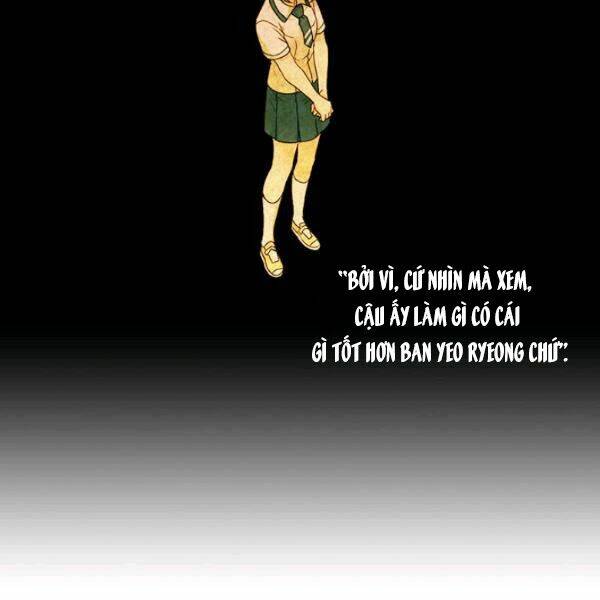 “BỞI VÌ, CỨ NHÌN MÀ XEM,
CẬU ẤY LÀM GÌ CÓ CÁI
GÌ TỐT HƠN BAN YEO RYEONG CHỨ”.